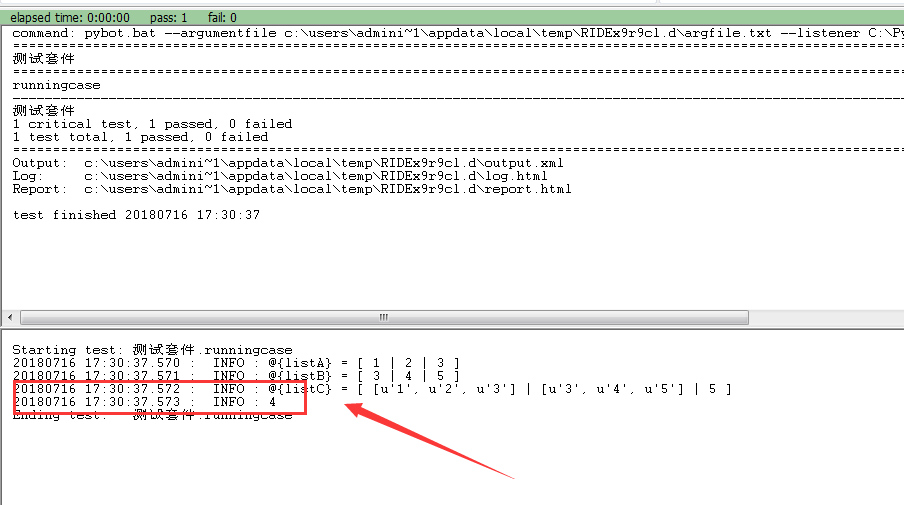 elapsed time: 0:00:00 pass: 1 fail: 0
command: pybot.bat --argumentfile c:\users\admini~1\appdata\local\temp\RIDEx9r9cl.d\argfile.txt --listener C:\Py
==============================================================================
测试套件
==============================================================================
runningcase
------------------------------------------------------------------------------
测试套件
1 critical test, 1 passed, 0 failed
1 test total, 1 passed, 0 failed
==============================================================================
Output: c:\users\admini~1\appdata\local\temp\RIDEx9r9cl.d\output.xml
Log: c:\users\admini~1\appdata\local\temp\RIDEx9r9cl.d\log.html
Report: c:\users\admini~1\appdata\local\temp\RIDEx9r9cl.d\report.html
test finished 20180716 17:30:37
Starting test: 测试套件.runningcase
20180716 17:30:37.570 : INFO : @{listA} = [ 1 | 2 | 3 ]
20180716 17:30:37.571 : INFO : @{listB} = [ 3 | 4 | 5 ]
20180716 17:30:37.572 : INFO : @{listC} = [ [u'1', u'2', u'3'] | [u'3', u'4', u'5'] | 5 ]
20180716 17:30:37.573 : INFO : 4
Ending test: 测试套件.runningcase